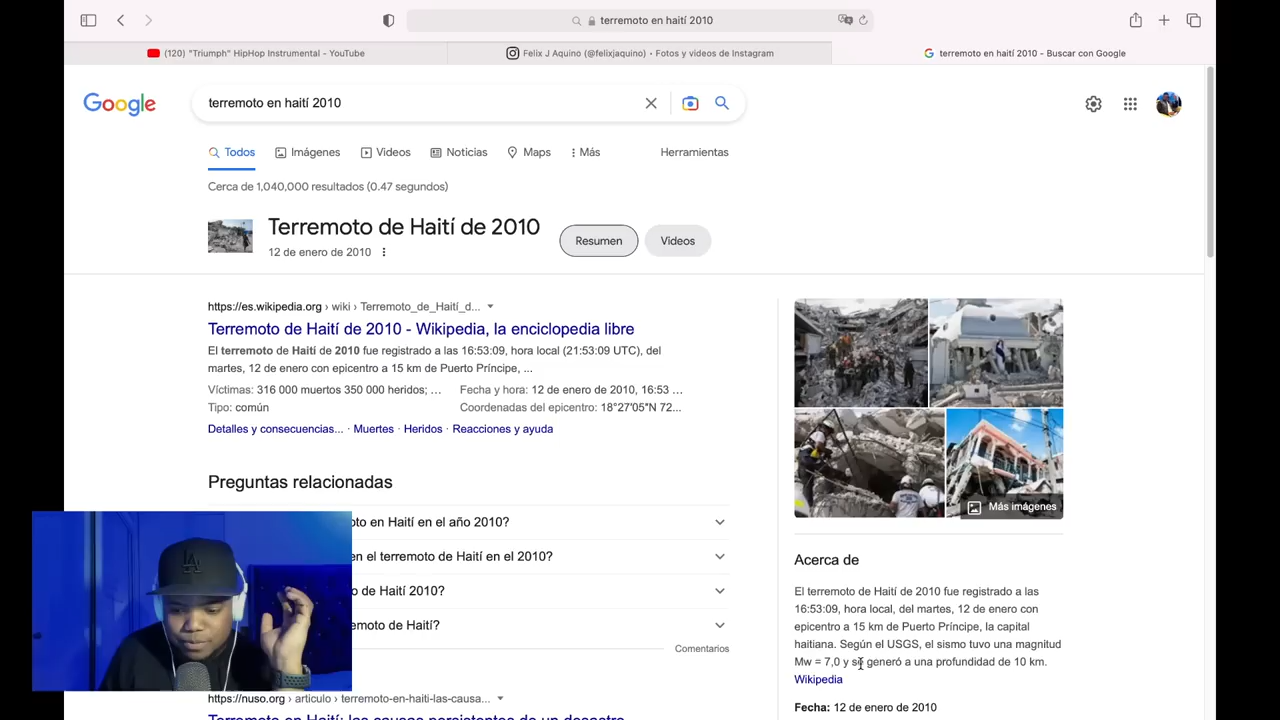 terremoto en haití 2010
(120) "Triumph" HipHop Instrumental - YouTube
Felix J Aquino (@felixjaquino) • Fotos y videos de Instagram
terremoto en haití 2010 - Buscar con Google
Google
terremoto en haití 2010
Todos
Imágenes
Videos
Noticias
Maps
Más
Herramientas
Cerca de 1,040,000 resultados (0.47 segundos)
Terremoto de Haití de 2010
12 de enero de 2010
Resumen
Videos
https://es.wikipedia.org › wiki › Terremoto_de_Haití_d...
Terremoto de Haití de 2010 - Wikipedia, la enciclopedia libre
El terremoto de Haití de 2010 fue registrado a las 16:53:09, hora local (21:53:09 UTC), del
martes, 12 de enero con epicentro a 15 km de Puerto Príncipe, ...
Víctimas: 316 000 muertos 350 000 heridos; ...
Fecha y hora: 12 de enero de 2010, 16:53 ...
Tipo: común
Coordenadas del epicentro: 18°27′05″N 72...
Detalles y consecuencias... · Muertes · Heridos · Reacciones y ayuda
Preguntas relacionadas
oto en Haití en el año 2010?
en el terremoto de Haití en el 2010?
o de Haití 2010?
emoto de Haití?
Comentarios
https://nuso.org › articulo › terremoto-en-haiti-las-causa...
Terremoto en Haití: las causas persistentes de un desastre
Más imágenes
Acerca de
El terremoto de Haití de 2010 fue registrado a las
16:53:09, hora local, del martes, 12 de enero con
epicentro a 15 km de Puerto Príncipe, la capital
haitiana. Según el USGS, el sismo tuvo una magnitud
Mw = 7,0 y se generó a una profundidad de 10 km.
Wikipedia
Fecha: 12 de enero de 2010
LA